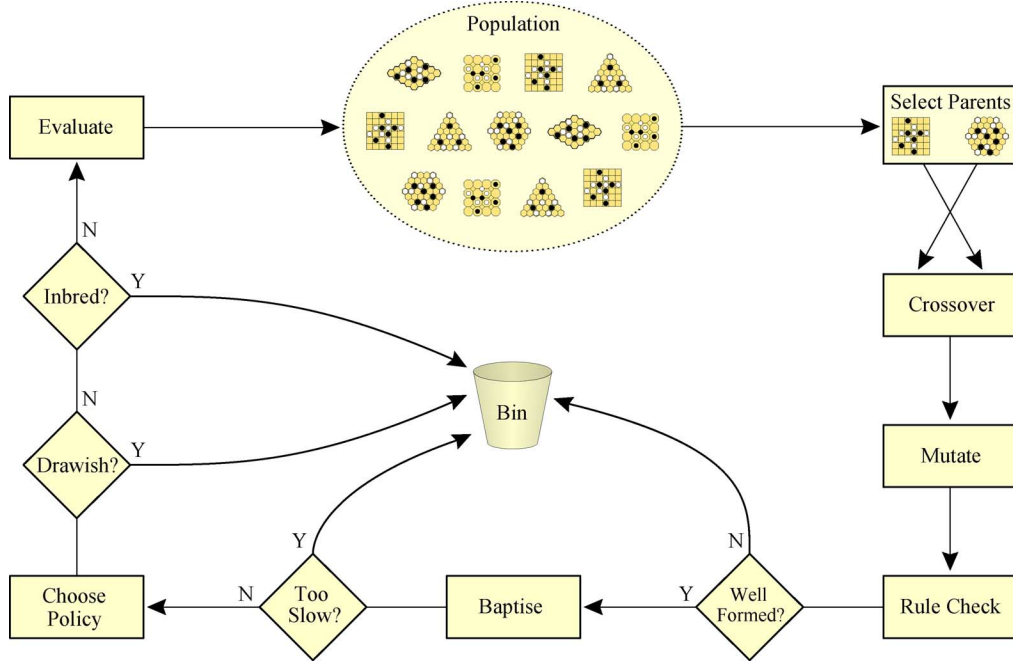 Population
Evaluate
Select Parents
N
Inbred?
Y
Crossover
N
Bin
Drawish?
Y
Mutate
Y
N
Choose
Policy
N
Too
Slow?
Baptise
Y
Well
Formed?
Rule Check